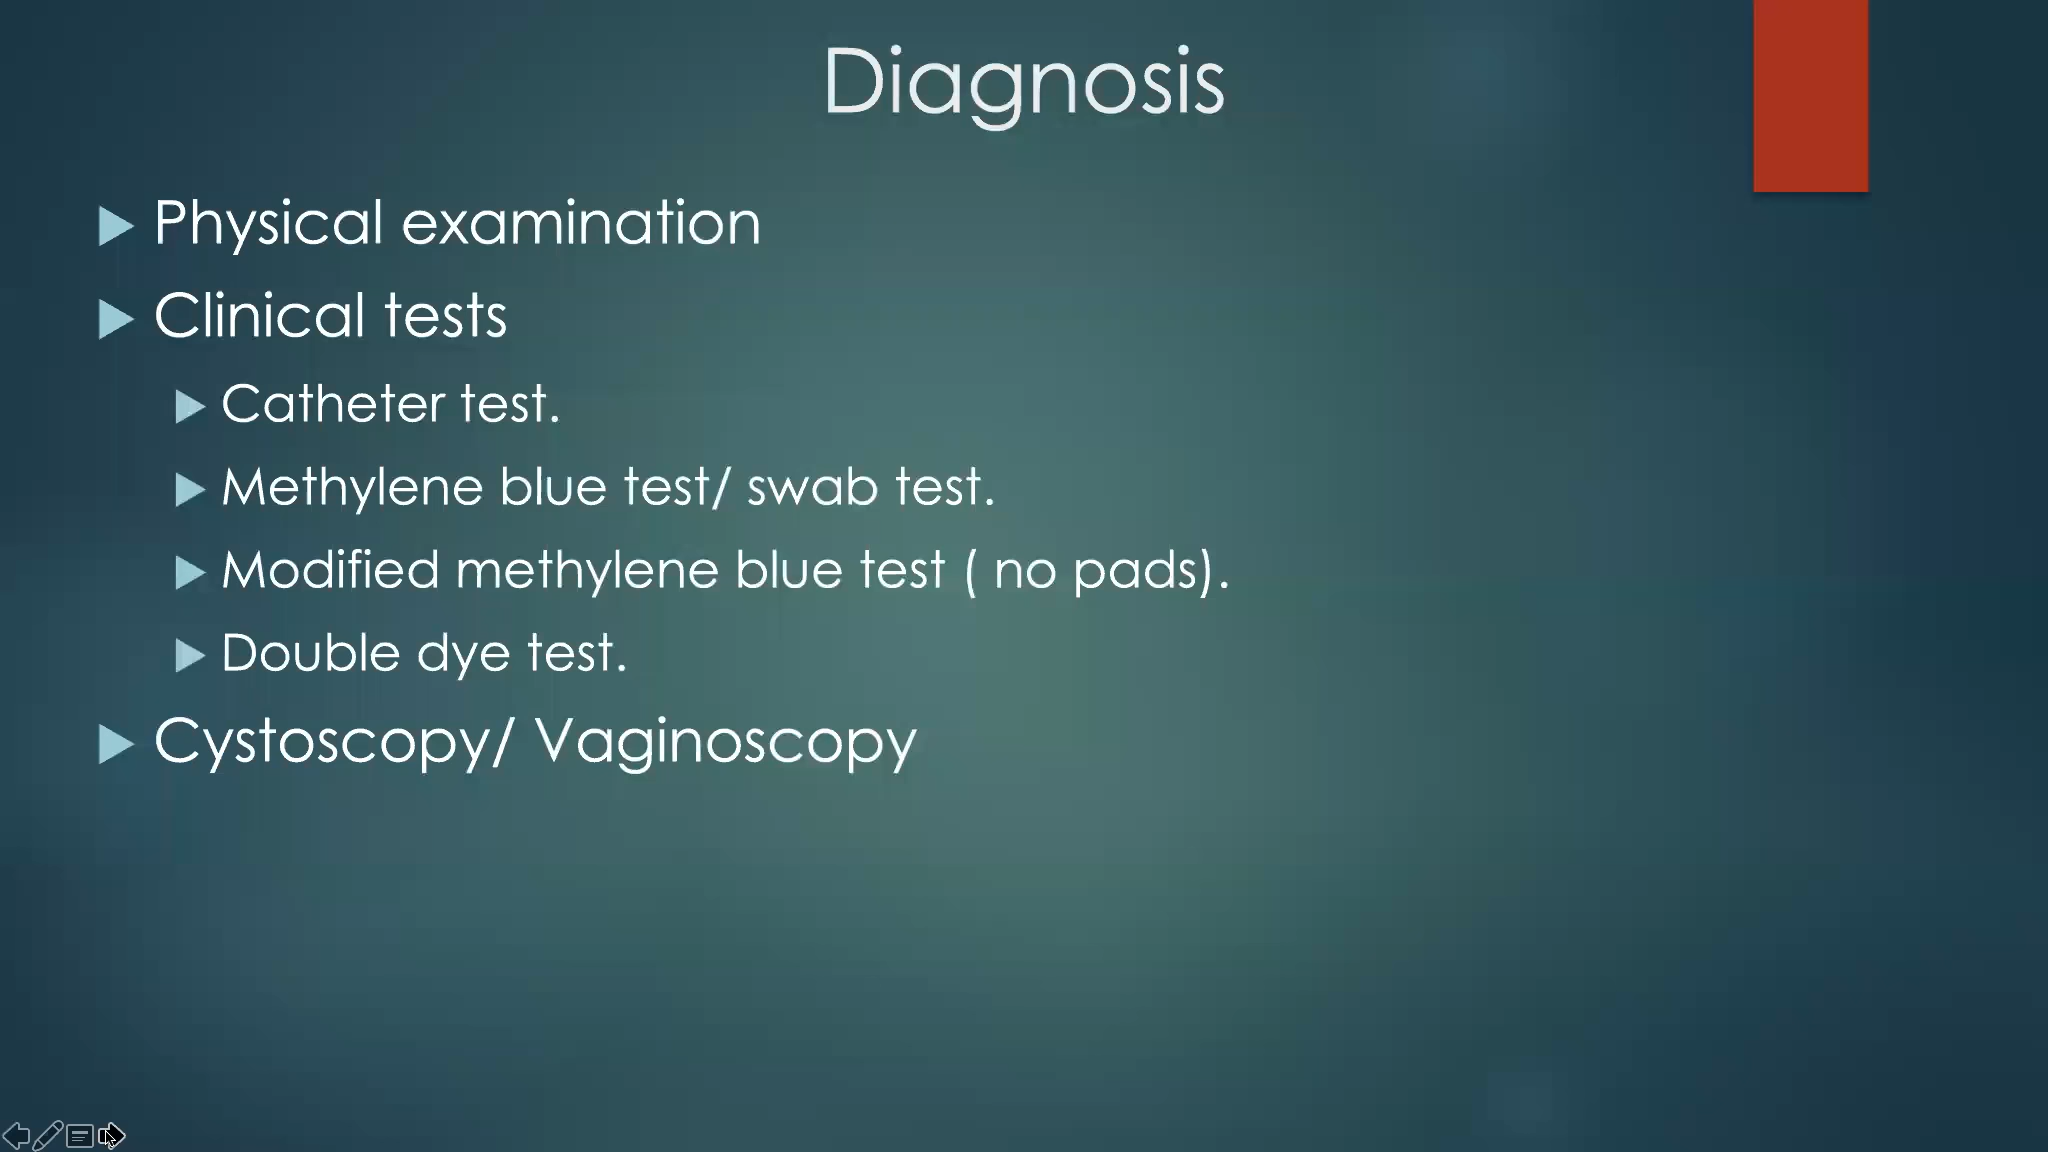 Diagnosis
Physical examination
Clinical tests
Catheter test.
Methylene blue test/ swab test.
Modified methylene blue test ( no pads).
Double dye test.
Cystoscopy/ Vaginoscopy